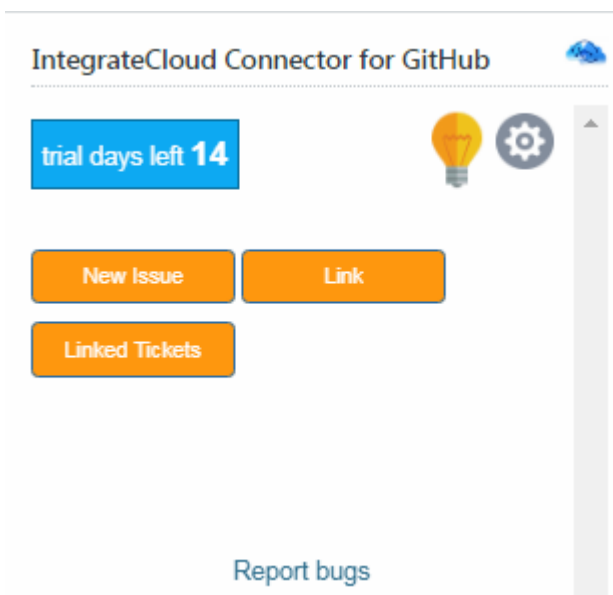 IntegrateCloud Connector for GitHub
trial days left 14
New Issue Link
Linked Tickets
Report bugs